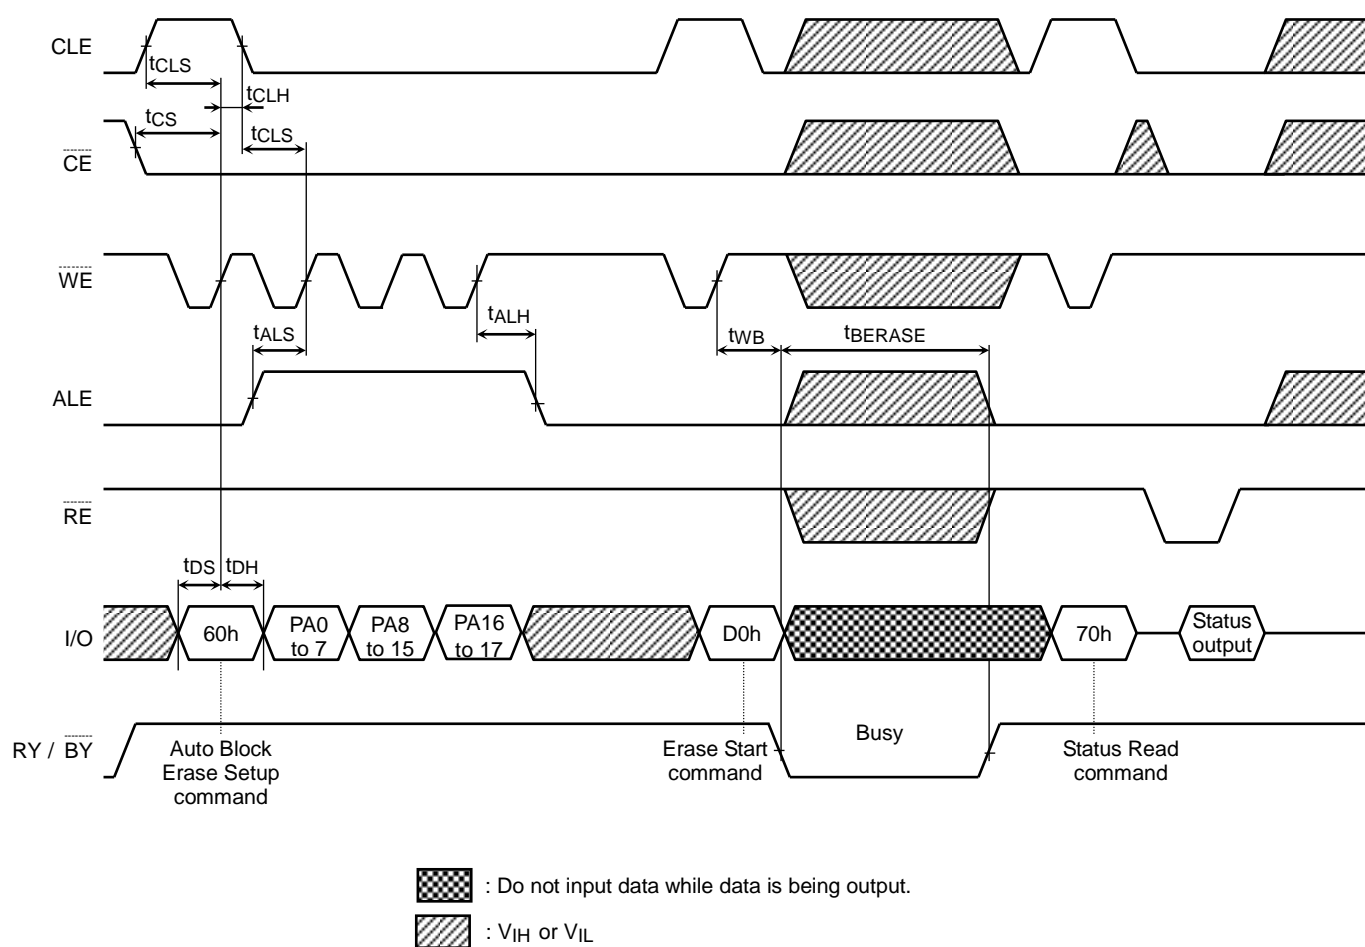 CLE
tCLS
tCLH
tCS
tCLS
CE
WE
tALS
tALH
tWB
tBERASE
ALE
RE
tDS
tDH
I/O
60h
PA0
to 7
PA8
to 15
PA16
to 17
D0h
70h
Status
output
RY / BY
Auto Block
Erase Setup
command
Erase Start
command
Busy
Status Read
command
: Do not input data while data is being output.
: VIH or VIL